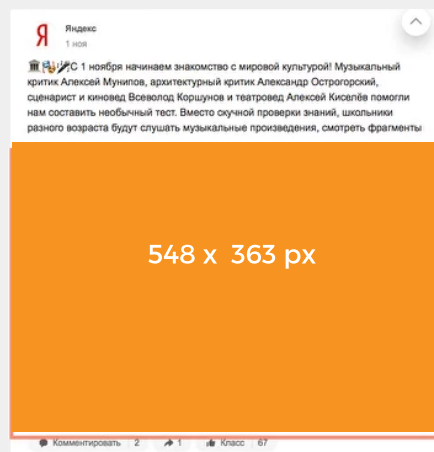 Я
Яндекс
1 ноя
С 1 ноября начинаем знакомство с мировой культурой! Музыкальный
критик Алексей Мунипов, архитектурный критик Александр Острогорский,
сценарист и киновед Всеволод Коршунов и театровед Алексей Киселёв помогли
нам составить необычный тест. Вместо скучной проверки знаний, школьники
разного возраста будут слушать музыкальные произведения, смотреть фрагменты
548 x 363 px
Комментировать 2 1 Класс 67